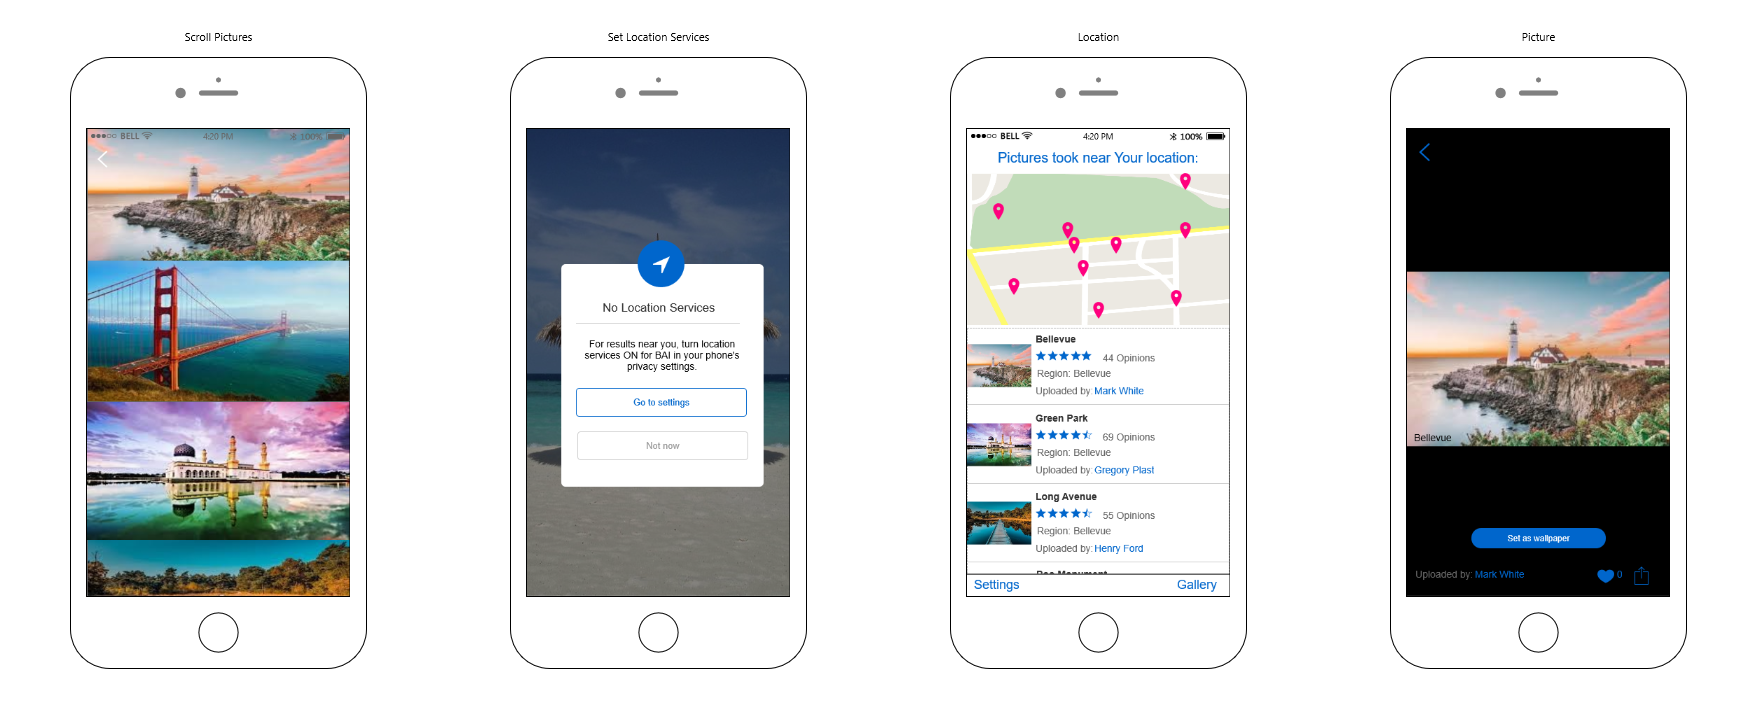 Scroll Pictures
BELL 4:20 PM 100%
Set Location Services
No Location Services
For results near you, turn location
services ON for BAI in your phone's
privacy settings.
Go to settings
Not now
Location
BELL 4:20 PM 100%
Pictures took near Your location:
Bellevue
44 Opinions
Region: Bellevue
Uploaded by: Mark White
Green Park
69 Opinions
Region: Bellevue
Uploaded by: Gregory Plast
Long Avenue
55 Opinions
Region: Bellevue
Uploaded by: Henry Ford
Settings Gallery
Picture
Bellevue
Set as wallpaper
Uploaded by: Mark White 0